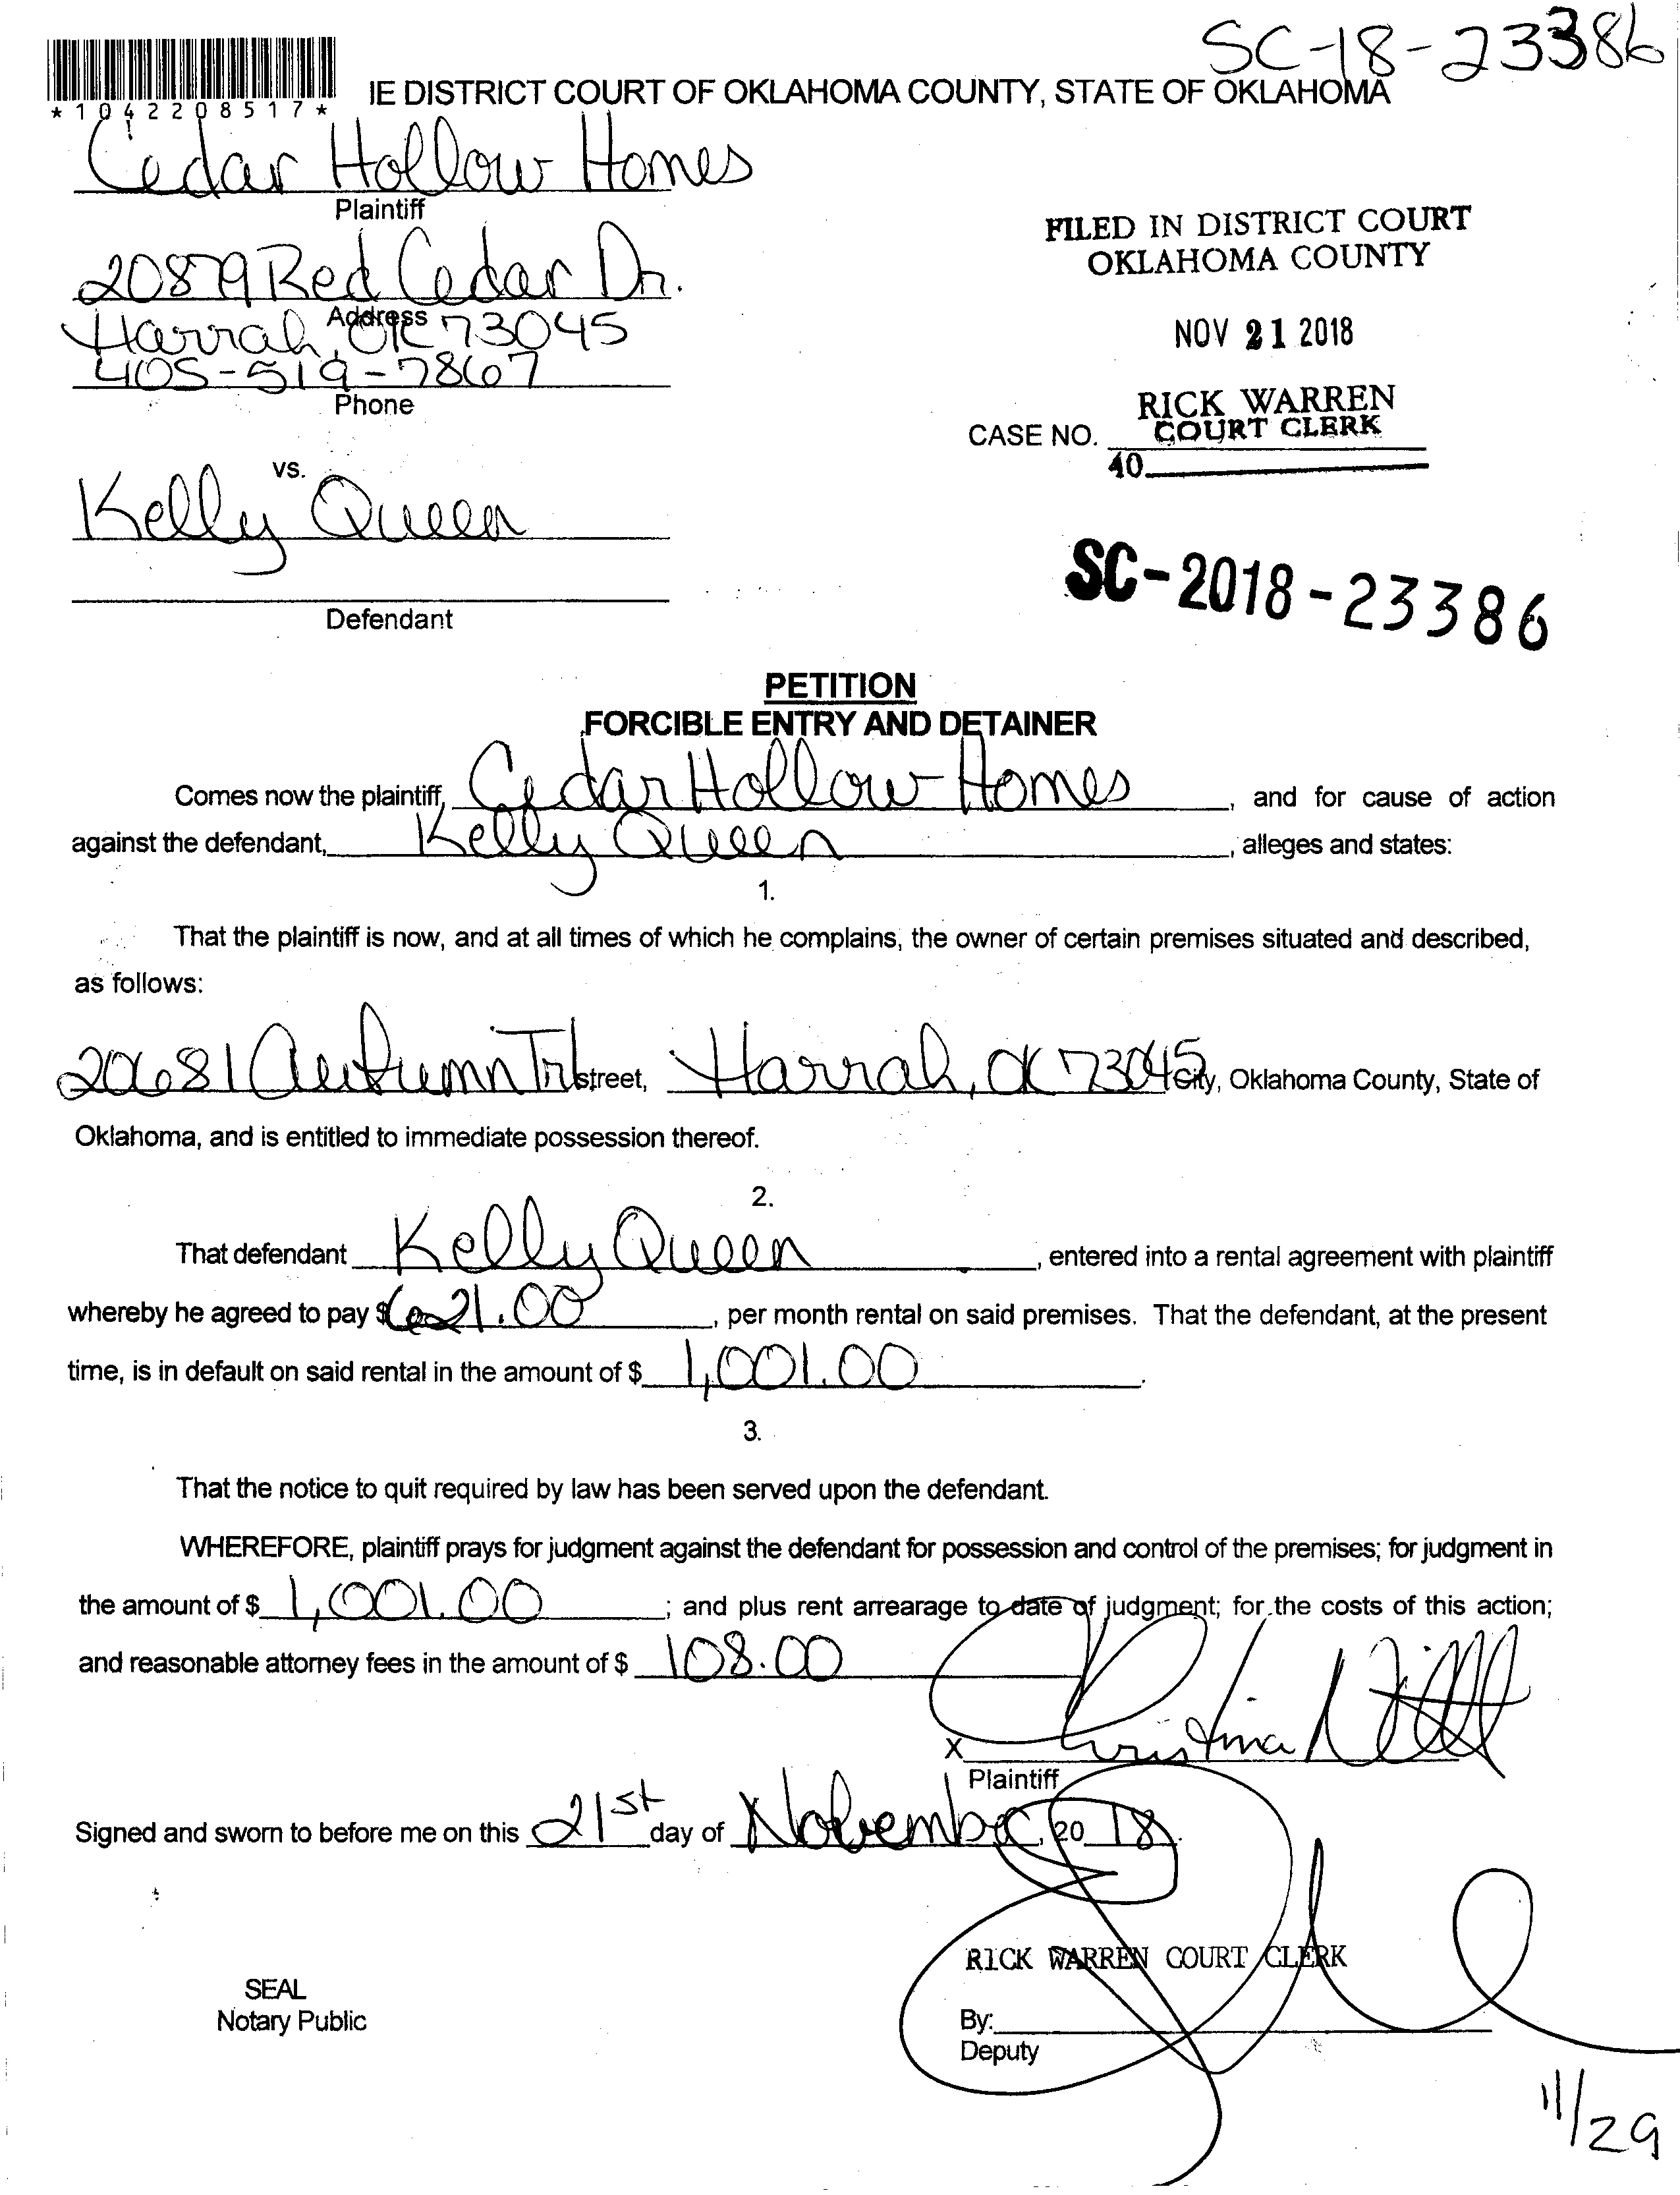 SC-18-23386
*1042208517*
IE DISTRICT COURT OF OKLAHOMA COUNTY, STATE OF OKLAHOMA
Cedar Hollow Homes
Plaintiff
20879 Red Cedar Dr.
Address
Harrah, OK 73045
405-519-7867
Phone
FILED IN DISTRICT COURT
OKLAHOMA COUNTY
NOV 21 2018
RICK WARREN
CASE NO. COURT CLERK
40
vs.
Kelly Queen
Defendant
SC-2018-23386
PETITION
FORCIBLE ENTRY AND DETAINER
Comes now the plaintiff, Cedar Hollow Homes, and for cause of action
against the defendant, Kelly Queen, alleges and states:
1.
That the plaintiff is now, and at all times of which he complains, the owner of certain premises situated and described,
as follows:
20681 Autumn Trl street, Harrah, OK 73045 City, Oklahoma County, State of
Oklahoma, and is entitled to immediate possession thereof.
2.
That defendant Kelly Queen, entered into a rental agreement with plaintiff
whereby he agreed to pay $621.00, per month rental on said premises. That the defendant, at the present
time, is in default on said rental in the amount of $ 1,001.00.
3.
That the notice to quit required by law has been served upon the defendant.
WHEREFORE, plaintiff prays for judgment against the defendant for possession and control of the premises; for judgment in
the amount of $ 1,001.00; and plus rent arrearage to date of judgment; for the costs of this action;
and reasonable attorney fees in the amount of $ 108.00
X Christina
Plaintiff
Signed and sworn to before me on this 21st day of November, 20 18.
RICK WARREN COURT CLERK
SEAL
Notary Public
By:
Deputy
11/29